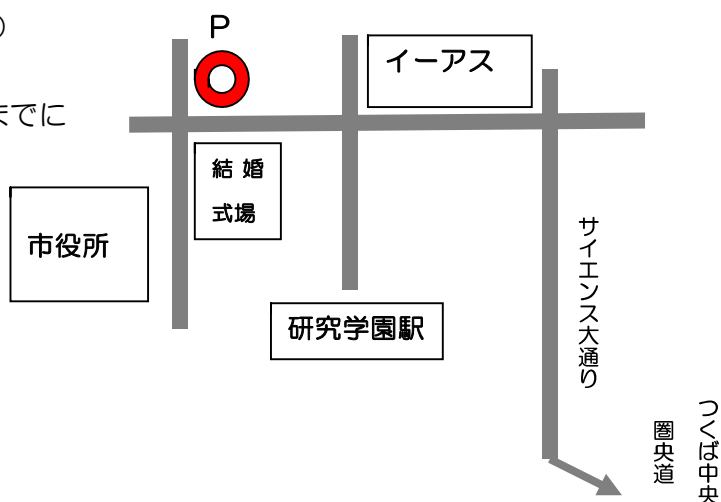 ）
P
イーアス
までに
結 婚
式場
市役所
サイエンス大通り
研究学園駅
つくば中央
圏央道